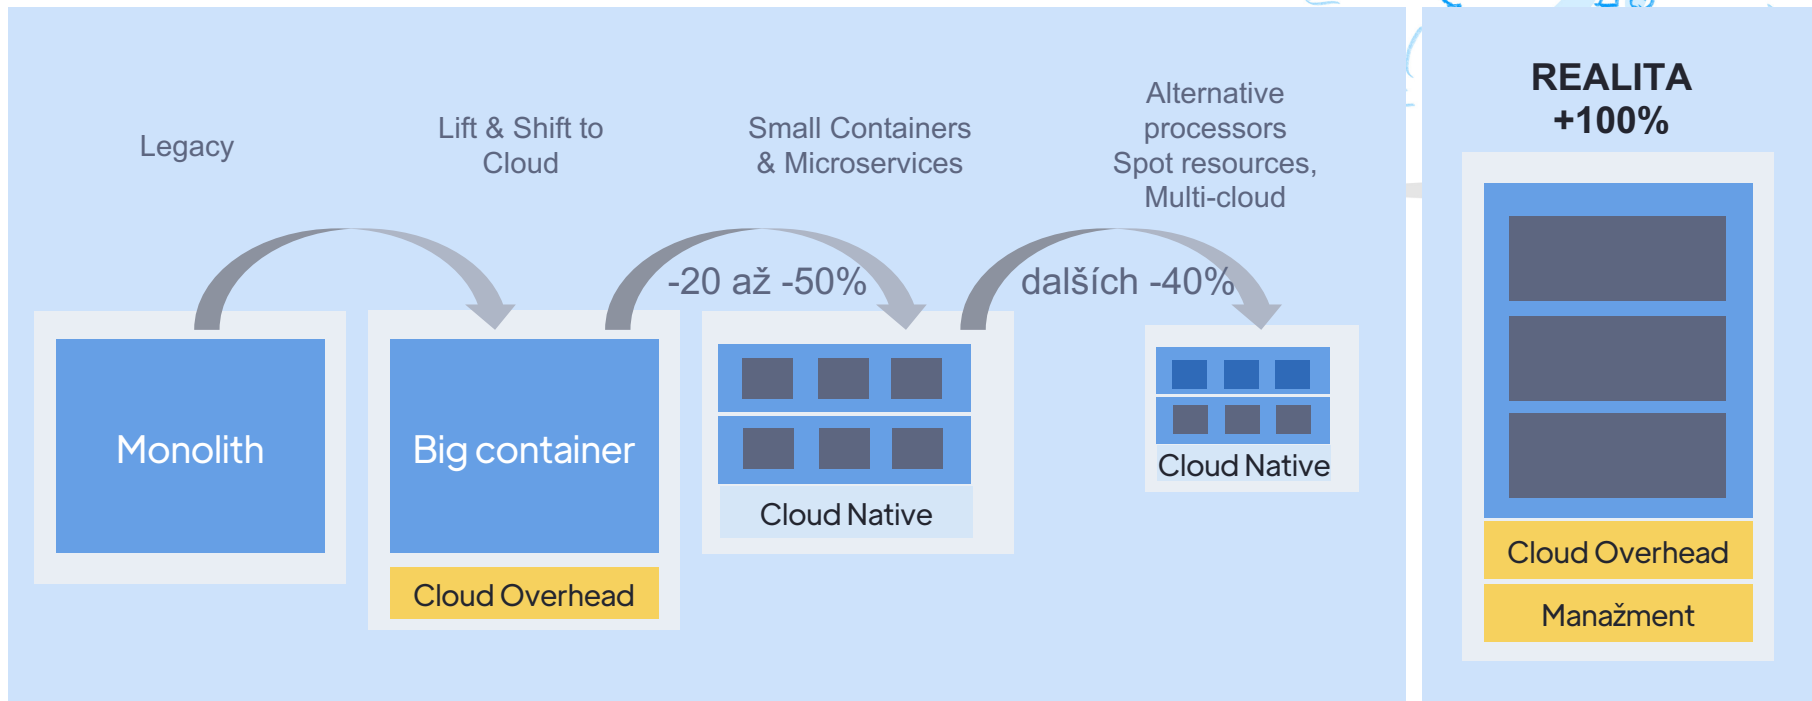 Legacy
Lift & Shift to
Cloud
Small Containers
& Microservices
Alternative
processors
Spot resources,
Multi-cloud
-20 až -50%
dalších -40%
Monolith
Big container
Cloud Overhead
Cloud Native
Cloud Native
REALITA
+100%
Cloud Overhead
Manažment